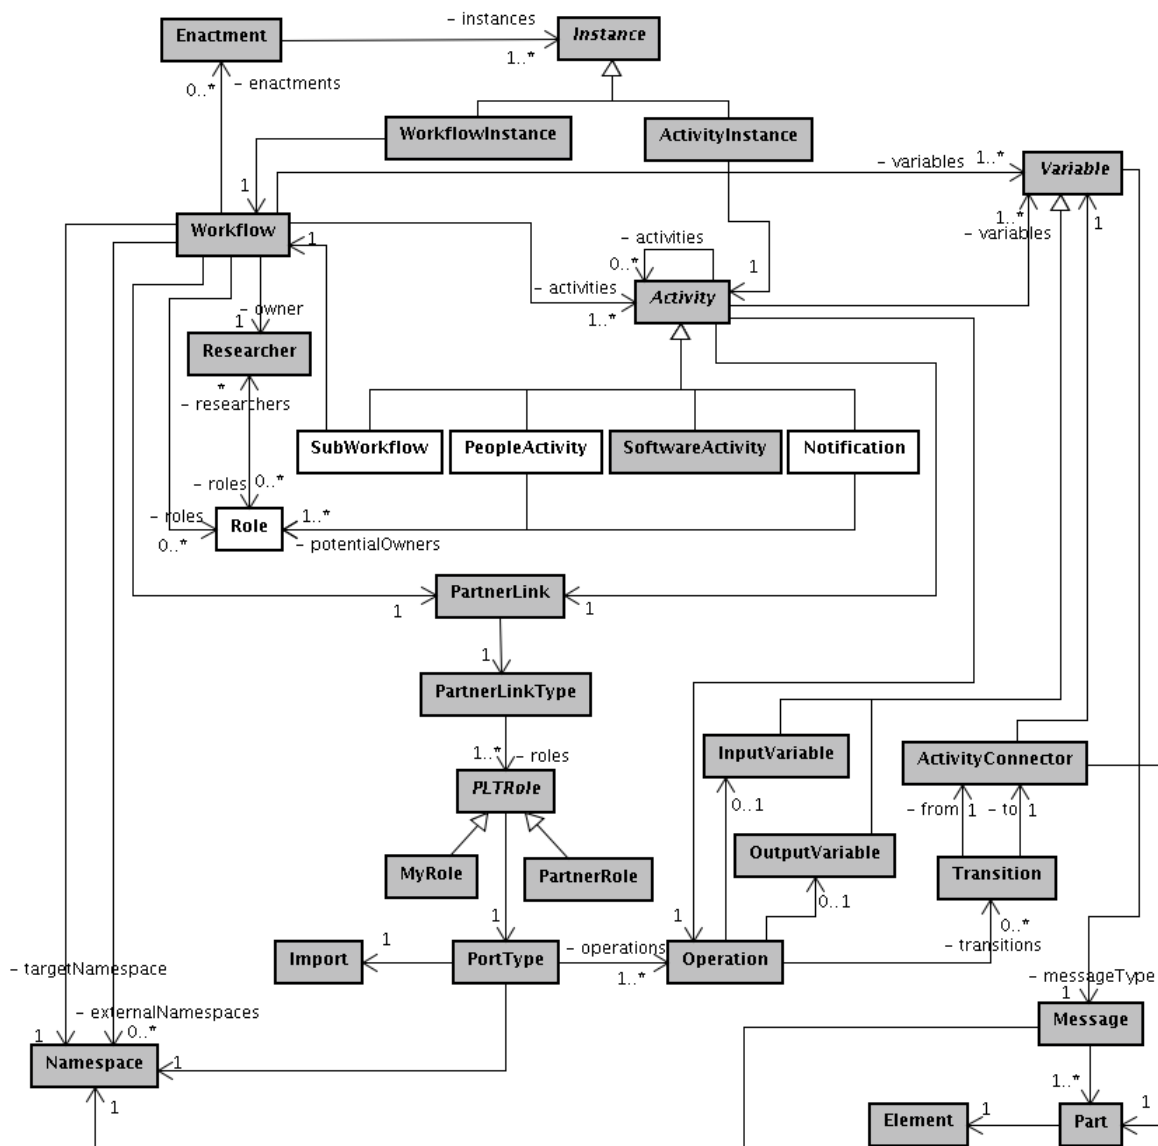 – instances
Enactment
Instance
1..*
0..*
– enactments
WorkflowInstance
ActivityInstance
– variables
1..*
Variable
1
Workflow
1
1..*
– variables
1
– activities
0..*
1
– activities
Activity
1..*
– owner
1
Researcher
*
– researchers
SubWorkflow
PeopleActivity
SoftwareActivity
Notification
– roles
0..*
– roles
Role
1..*
0..*
– potentialOwners
PartnerLink
1
1
1
PartnerLinkType
1..*
– roles
InputVariable
ActivityConnector
PLTRole
0..1
– from
1
– to
1
OutputVariable
MyRole
PartnerRole
Transition
0..1
1
1
0..*
1
– operations
– transitions
Import
PortType
Operation
1..*
– targetNamespace
– messageType
1
– externalNamespaces
Message
1
0..*
Namespace
1
1..*
1
Element
1
Part
1